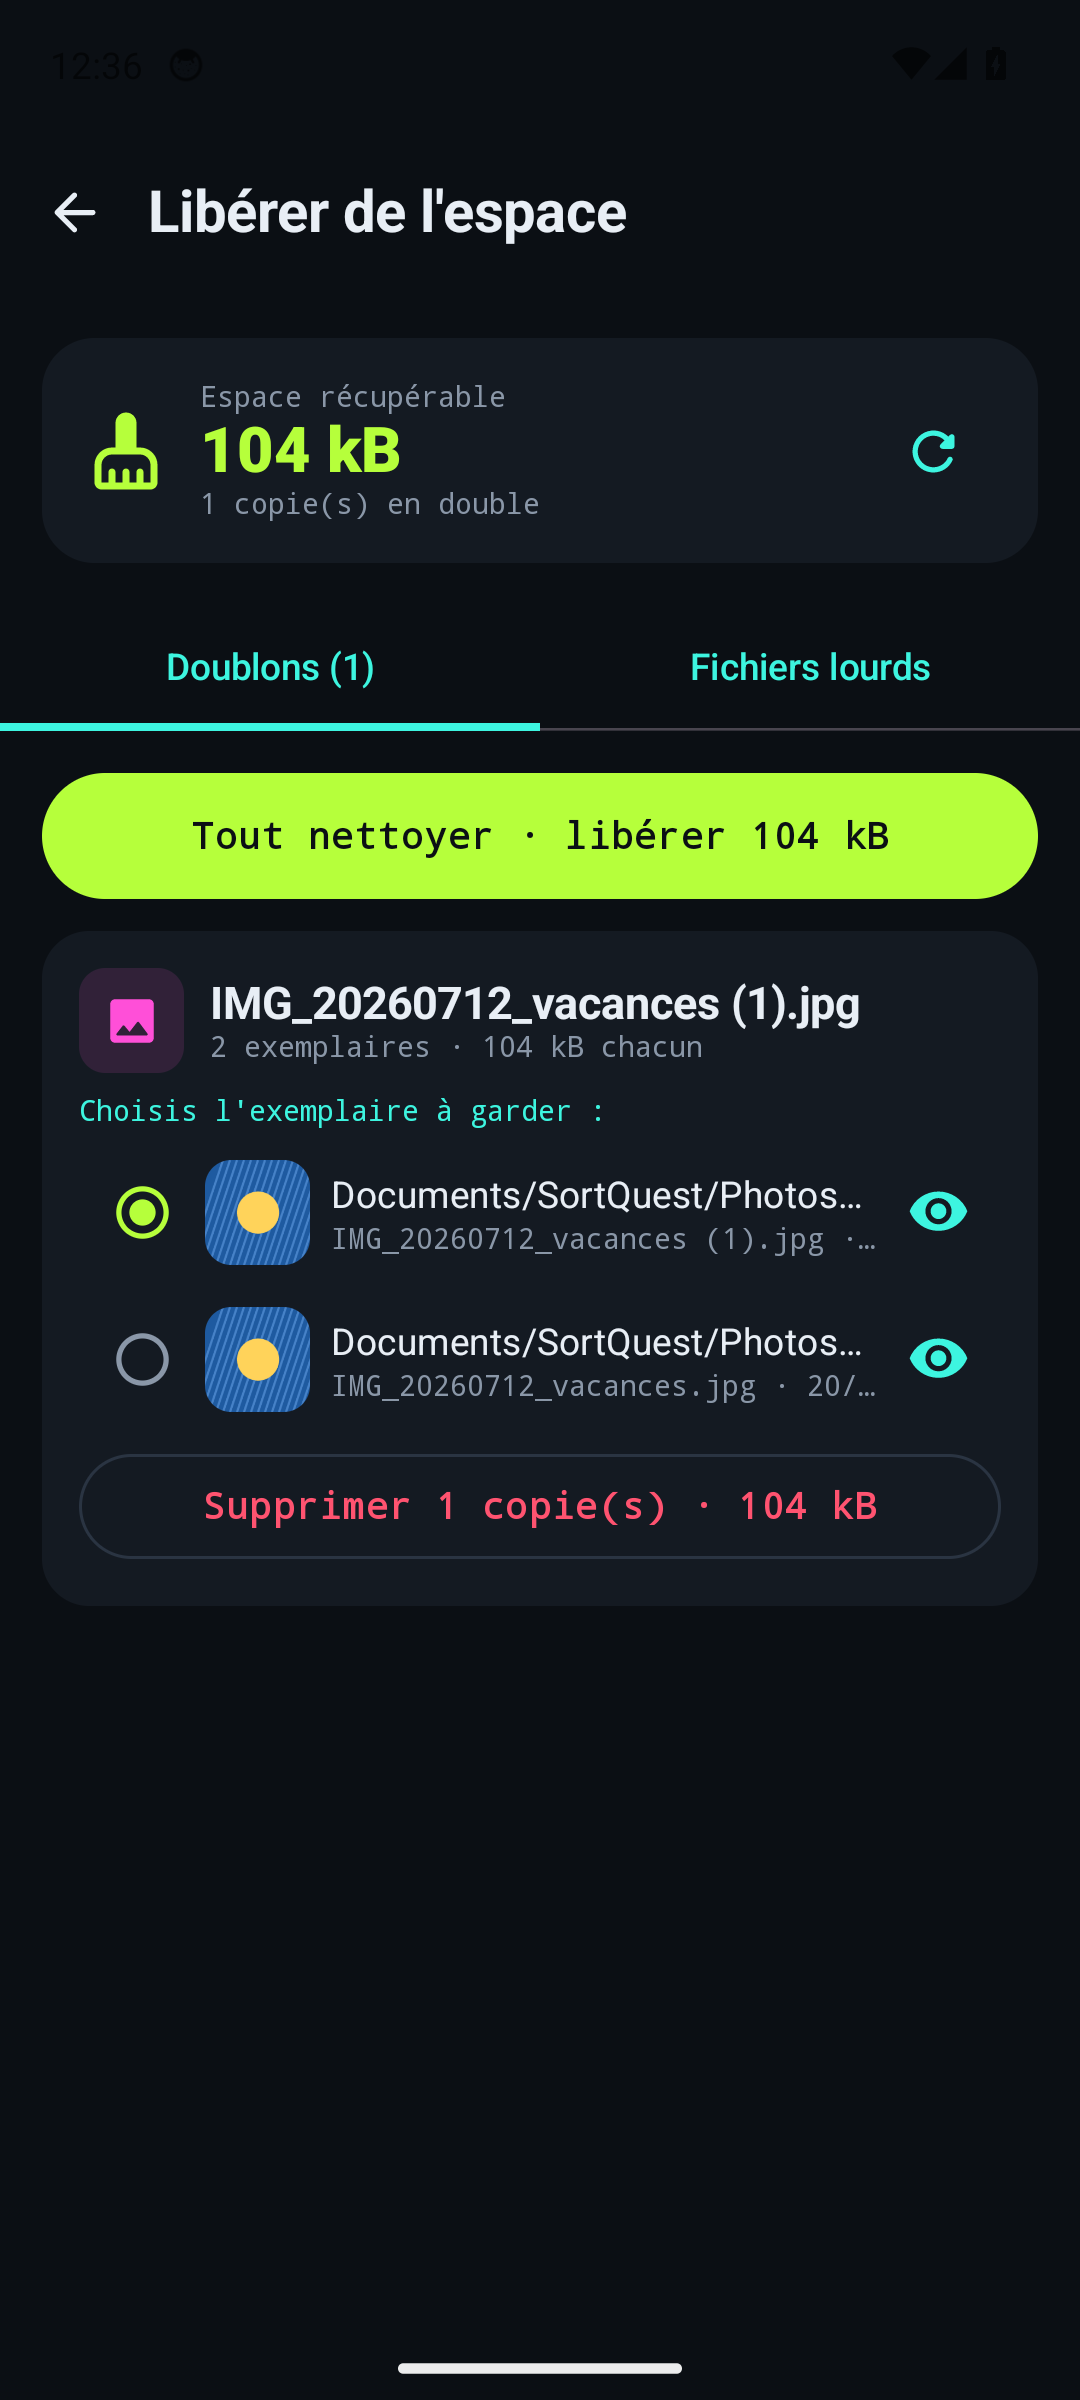 12:36
Libérer de l'espace
Espace récupérable
104 kB
1 copie(s) en double
Doublons (1)
Fichiers lourds
Tout nettoyer · libérer 104 kB
IMG_20260712_vacances (1).jpg
2 exemplaires · 104 kB chacun
Choisis l'exemplaire à garder :
Documents/SortQuest/Photos…
IMG_20260712_vacances (1).jpg ·…
Documents/SortQuest/Photos…
IMG_20260712_vacances.jpg · 20/…
Supprimer 1 copie(s) · 104 kB